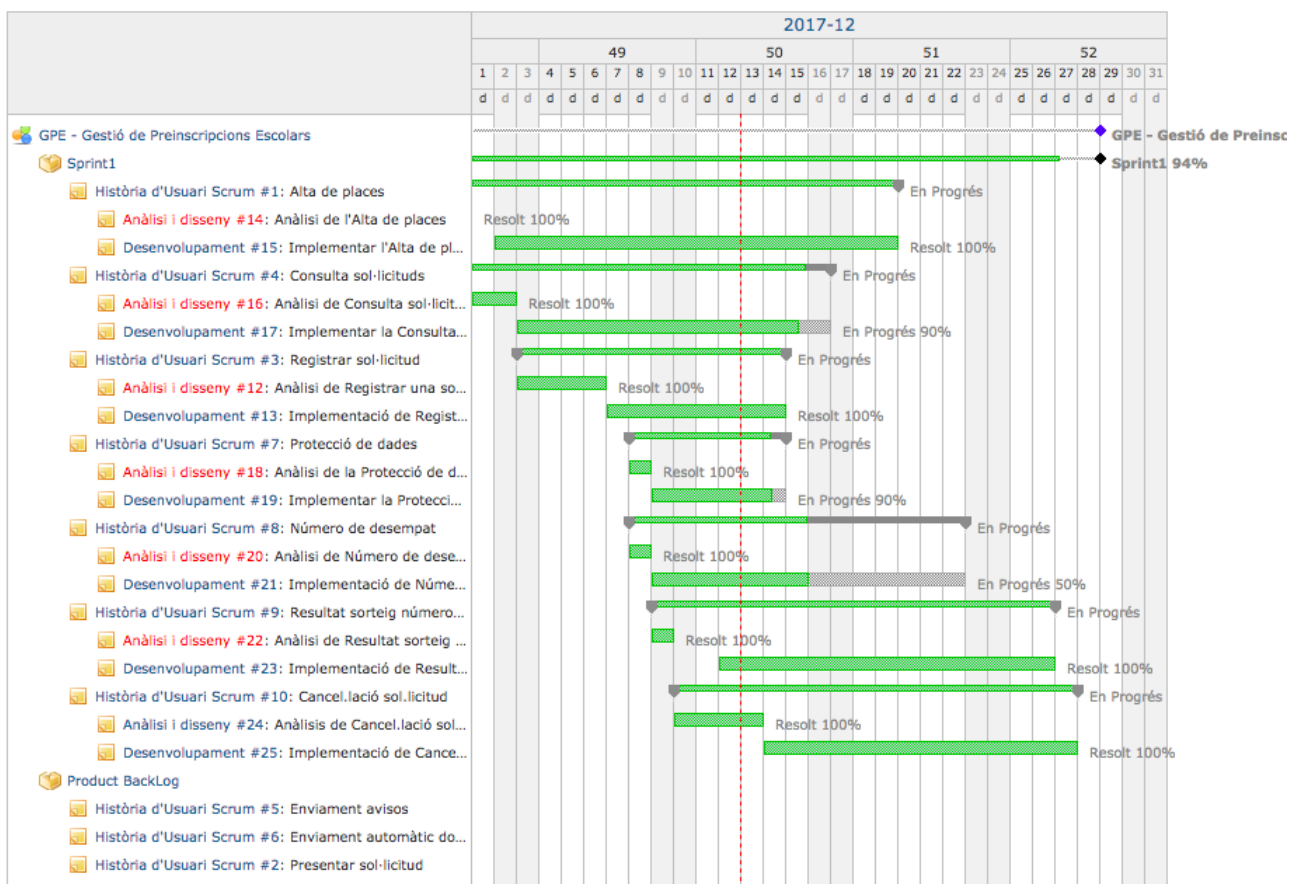 2017-12
49 50 51 52
1 2 3 4 5 6 7 8 9 10 11 12 13 14 15 16 17 18 19 20 21 22 23 24 25 26 27 28 29 30 31
d d d d d d d d d d d d d d d d d d d d d d d d d d d d d d d
GPE - Gestió de Preinscripcions Escolars GPE - Gestió de Preinsc
Sprint1 Sprint1 94%
Història d'Usuari Scrum #1: Alta de places En Progrés
Anàlisi i disseny #14: Anàlisi de l'Alta de places Resolt 100%
Desenvolupament #15: Implementar l'Alta de pl... Resolt 100%
Història d'Usuari Scrum #4: Consulta sol·licituds En Progrés
Anàlisi i disseny #16: Anàlisi de Consulta sol·licit... Resolt 100%
Desenvolupament #17: Implementar la Consulta... En Progrés 90%
Història d'Usuari Scrum #3: Registrar sol·licitud En Progrés
Anàlisi i disseny #12: Anàlisi de Registrar una so... Resolt 100%
Desenvolupament #13: Implementació de Regist... Resolt 100%
Història d'Usuari Scrum #7: Protecció de dades En Progrés
Anàlisi i disseny #18: Anàlisi de la Protecció de d... Resolt 100%
Desenvolupament #19: Implementar la Protecci... En Progrés 90%
Història d'Usuari Scrum #8: Número de desempat En Progrés
Anàlisi i disseny #20: Anàlisi de Número de dese... Resolt 100%
Desenvolupament #21: Implementació de Núme... En Progrés 50%
Història d'Usuari Scrum #9: Resultat sorteig número... En Progrés
Anàlisi i disseny #22: Anàlisi de Resultat sorteig ... Resolt 100%
Desenvolupament #23: Implementació de Result... Resolt 100%
Història d'Usuari Scrum #10: Cancel.lació sol.licitud En Progrés
Anàlisi i disseny #24: Anàlisis de Cancel.lació sol... Resolt 100%
Desenvolupament #25: Implementació de Cance... Resolt 100%
Product BackLog
Història d'Usuari Scrum #5: Enviament avisos
Història d'Usuari Scrum #6: Enviament automàtic do...
Història d'Usuari Scrum #2: Presentar sol·licitud